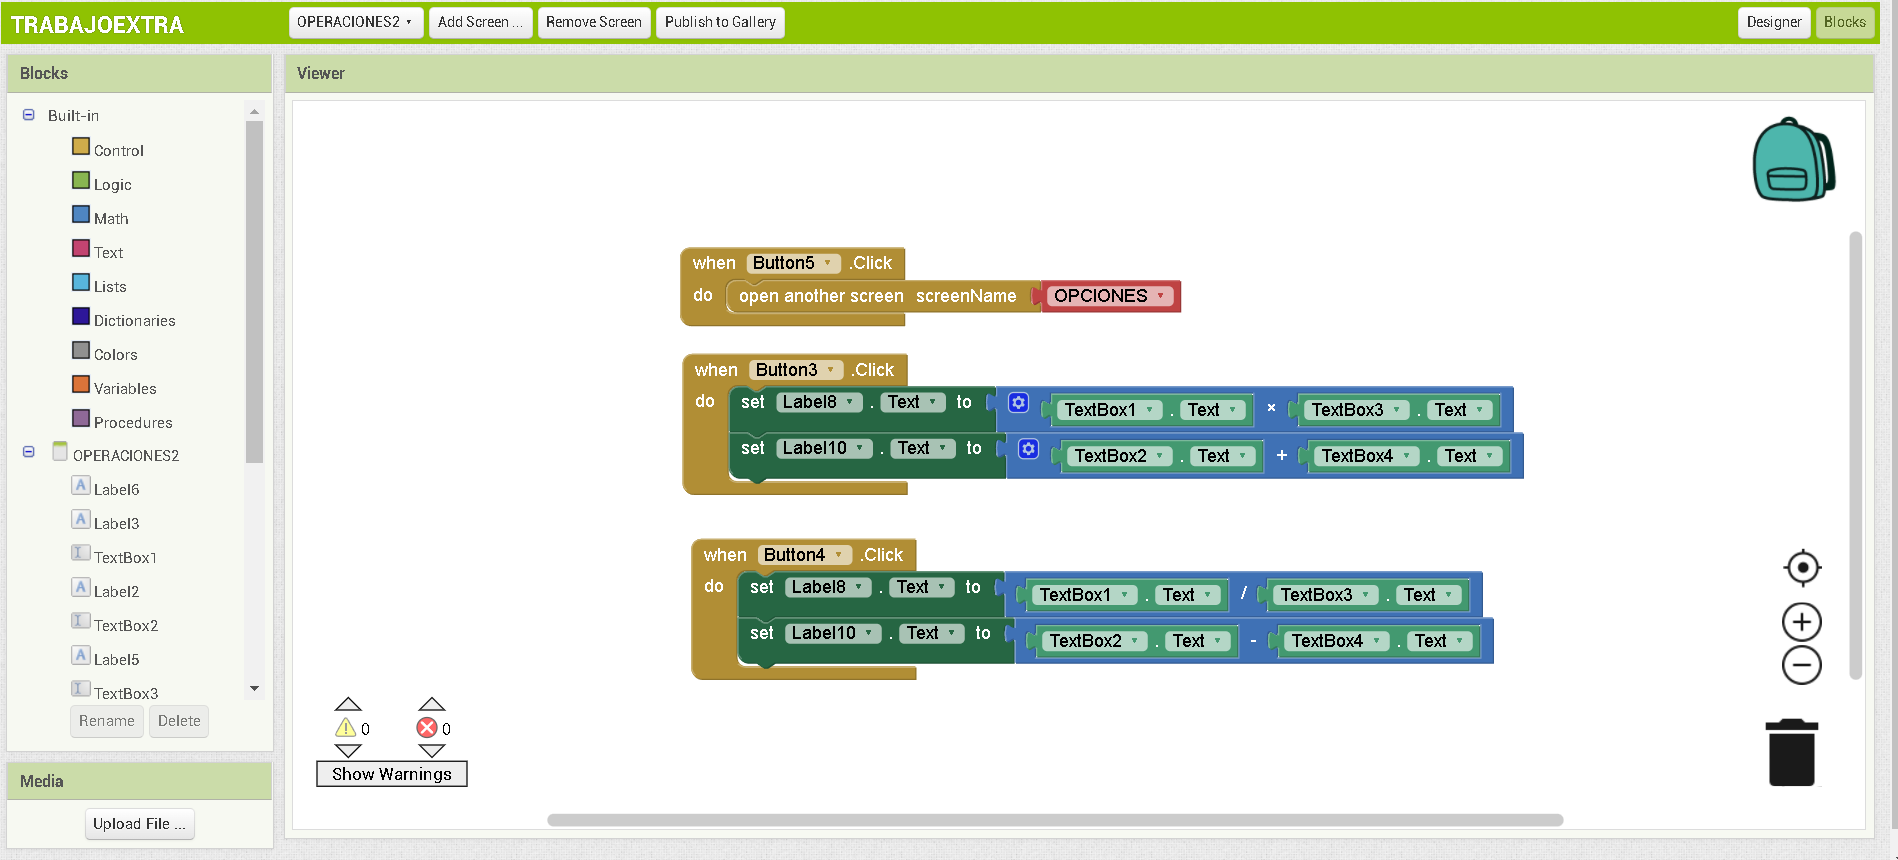 TRABAJOEXTRA
OPERACIONES2 Add Screen ... Remove Screen Publish to Gallery Designer Blocks
Blocks
Viewer
Built-in
Control
Logic
Math
Text
Lists
Dictionaries
Colors
Variables
Procedures
OPERACIONES2
Label6
Label3
TextBox1
Label2
TextBox2
Label5
TextBox3
Rename Delete
Media
Upload File ...
when Button5 .Click
do open another screen screenName OPCIONES
when Button3 .Click
do set Label8 . Text to TextBox1 . Text × TextBox3 . Text
set Label10 . Text to TextBox2 . Text + TextBox4 . Text
when Button4 .Click
do set Label8 . Text to TextBox1 . Text / TextBox3 . Text
set Label10 . Text to TextBox2 . Text - TextBox4 . Text
0 0
Show Warnings